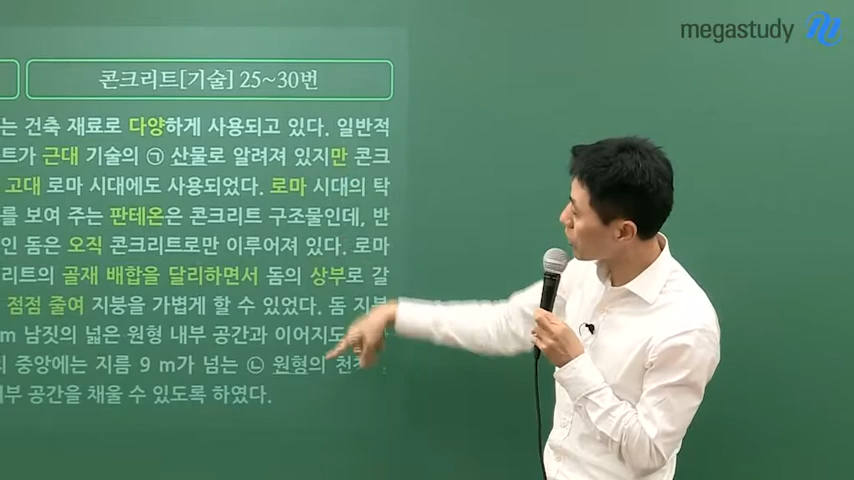 megastudy
콘크리트[기술] 25~30번
는 건축 재료로 다양하게 사용되고 있다. 일반적
트가 근대 기술의 ㉠ 산물로 알려져 있지만 콘크
고대 로마 시대에도 사용되었다. 로마 시대의 탁
를 보여 주는 판테온은 콘크리트 구조물인데, 반
인 돔은 오직 콘크리트로만 이루어져 있다. 로마
리트의 골재 배합을 달리하면서 돔의 상부로 갈
점점 줄여 지붕을 가볍게 할 수 있었다. 돔 지붕
m 남짓의 넓은 원형 내부 공간과 이어지도
의 중앙에는 지름 9 m가 넘는 ㉡ 원형의
내부 공간을 채울 수 있도록 하였다.